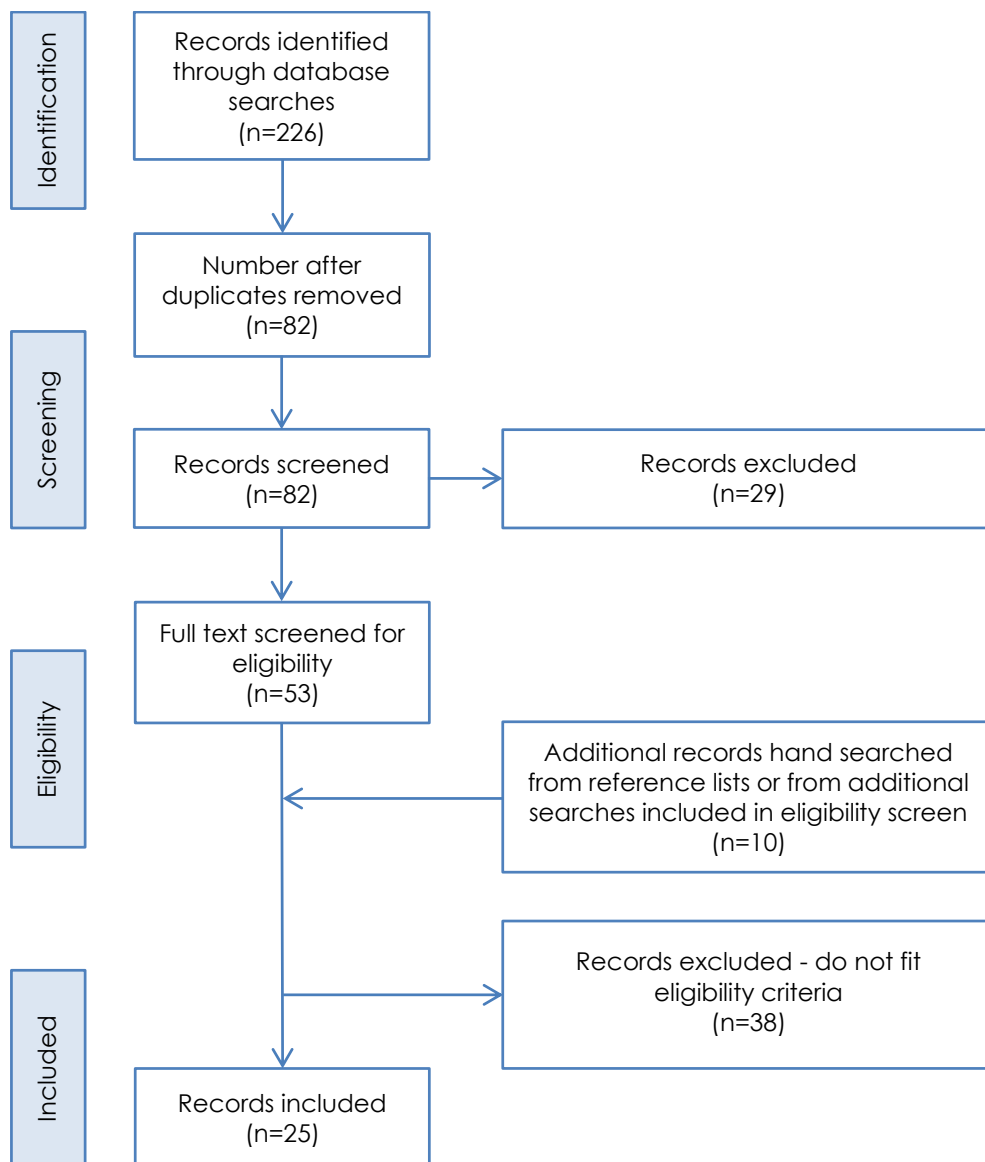 Identification
Records identified
through database
searches
(n=226)
Number after
duplicates removed
(n=82)
Screening
Records screened
(n=82)
Records excluded
(n=29)
Eligibility
Full text screened for
eligibility
(n=53)
Additional records hand searched
from reference lists or from additional
searches included in eligibility screen
(n=10)
Records excluded - do not fit
eligibility criteria
(n=38)
Included
Records included
(n=25)